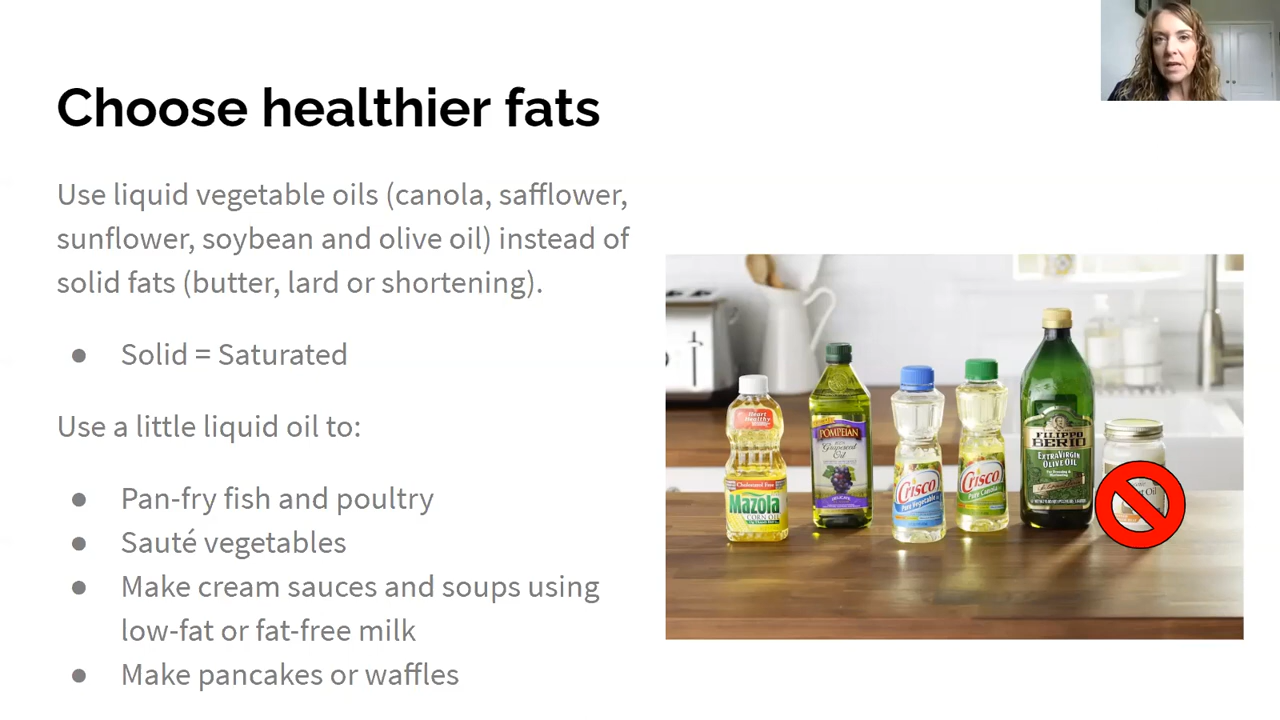 Choose healthier fats
Use liquid vegetable oils (canola, safflower,
sunflower, soybean and olive oil) instead of
solid fats (butter, lard or shortening).
● Solid = Saturated
Use a little liquid oil to:
● Pan-fry fish and poultry
● Sauté vegetables
● Make cream sauces and soups using
low-fat or fat-free milk
● Make pancakes or waffles
Heart
Healthy
Cholesterol Free
Mazola
CORN OIL
POMPEIAN
Grapeseed
Oil
Crisco
Pure Vegetable
Crisco
Pure Canola
FILIPPO
BERIO
EXTRA VIRGIN
OLIVE OIL
Oil